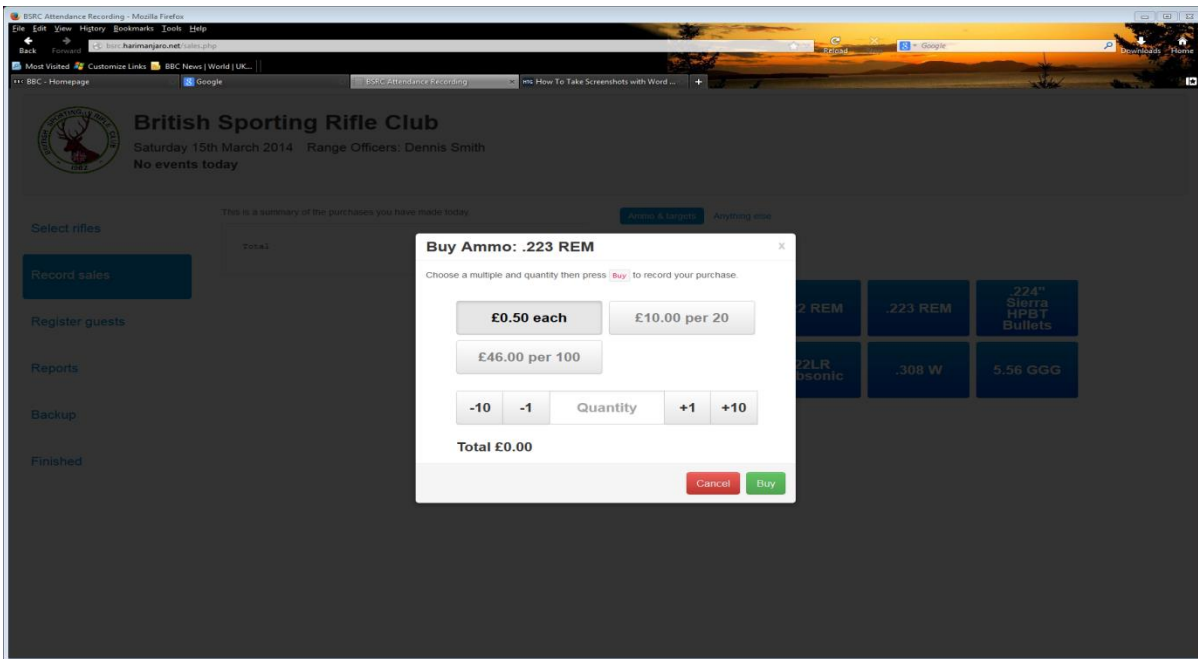 BSRC Attendance Recording - Mozilla Firefox
File Edit View History Bookmarks Tools Help
Back Forward bsrc.harimanjaro.net/sales.php Reload Google Downloads Home
Most Visited Customize Links BBC News | World | UK...
BBC - Homepage Google BSRC Attendance Recording HTG How To Take Screenshots with Word ... +
British Sporting Rifle Club
Saturday 15th March 2014 Range Officers: Dennis Smith
No events today
This is a summary of the purchases you have made today.
Ammo & targets Anything else
Select rifles
Total
Record sales
Register guests
Reports
Backup
Finished
Buy Ammo: .223 REM x
Choose a multiple and quantity then press Buy to record your purchase.
£0.50 each £10.00 per 20
£46.00 per 100
-10 -1 Quantity +1 +10
Total £0.00
Cancel Buy
2 REM .223 REM .224"
Sierra
HPBT
Bullets
22LR
bsonic .308 W 5.56 GGG